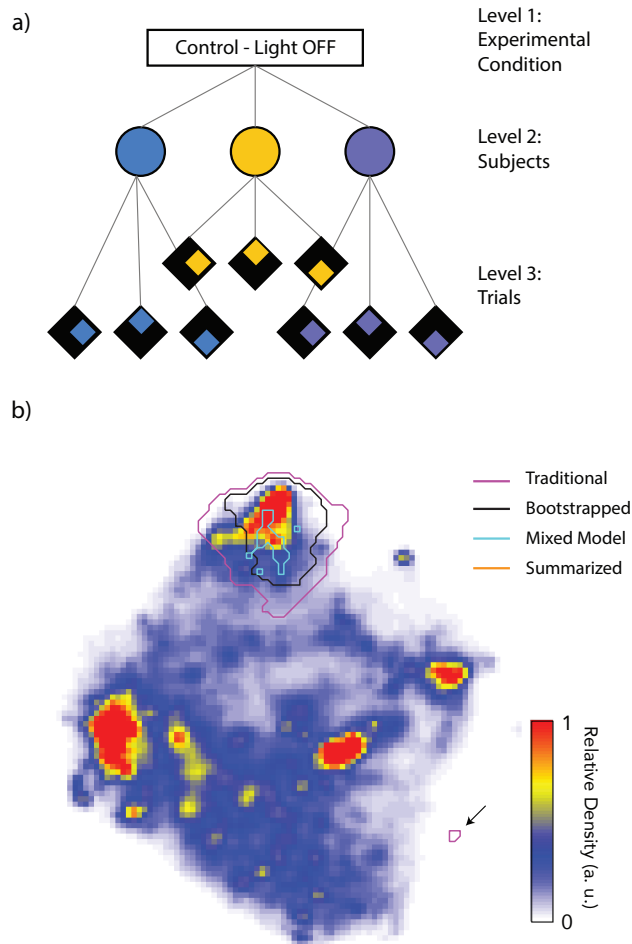 a)
Control - Light OFF
Level 1:
Experimental
Condition
Level 2:
Subjects
Level 3:
Trials
b)
Traditional
Bootstrapped
Mixed Model
Summarized
1
Relative Density (a. u.)
0